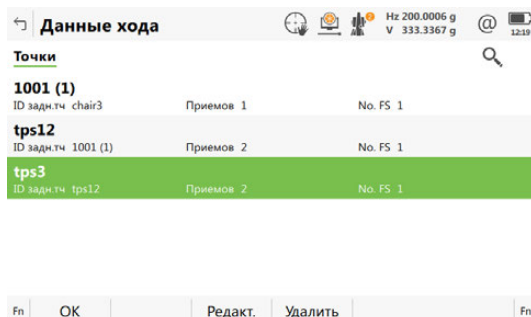 Данные хода
Hz 200.0006 g
V 333.3367 g
@
12:19
2
Точки
1001 (1)
ID задн.тч chair3 Приемов 1 No. FS 1
tps12
ID задн.тч 1001 (1) Приемов 2 No. FS 1
tps3
ID задн.тч tps12 Приемов 2 No. FS 1
Fn OK Редакт. Удалить Fn